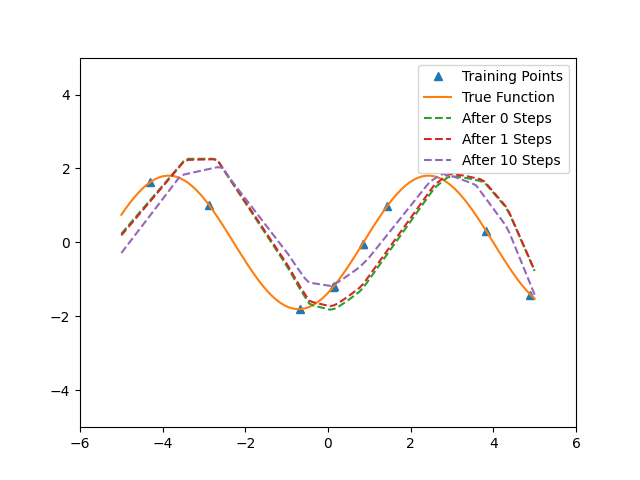 Training Points
True Function
After 0 Steps
After 1 Steps
After 10 Steps
4
2
0
−2
−4
−6
−4
−2
0
2
4
6